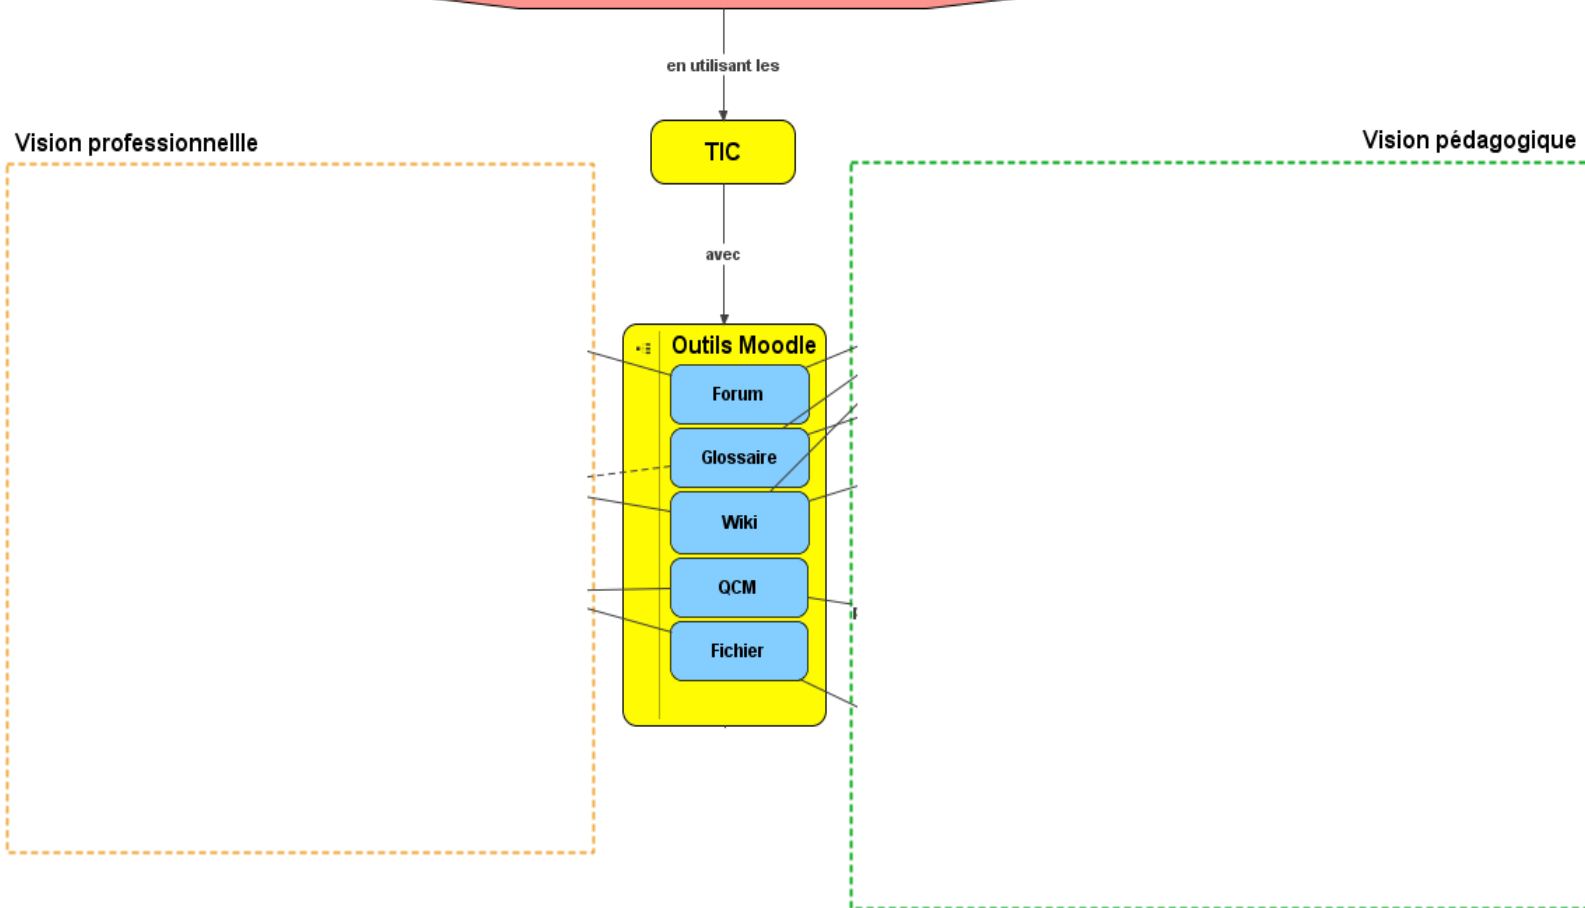 en utilisant les
TIC
Vision professionnellle
Vision pédagogique
avec
Outils Moodle
Forum
Glossaire
Wiki
QCM
Fichier